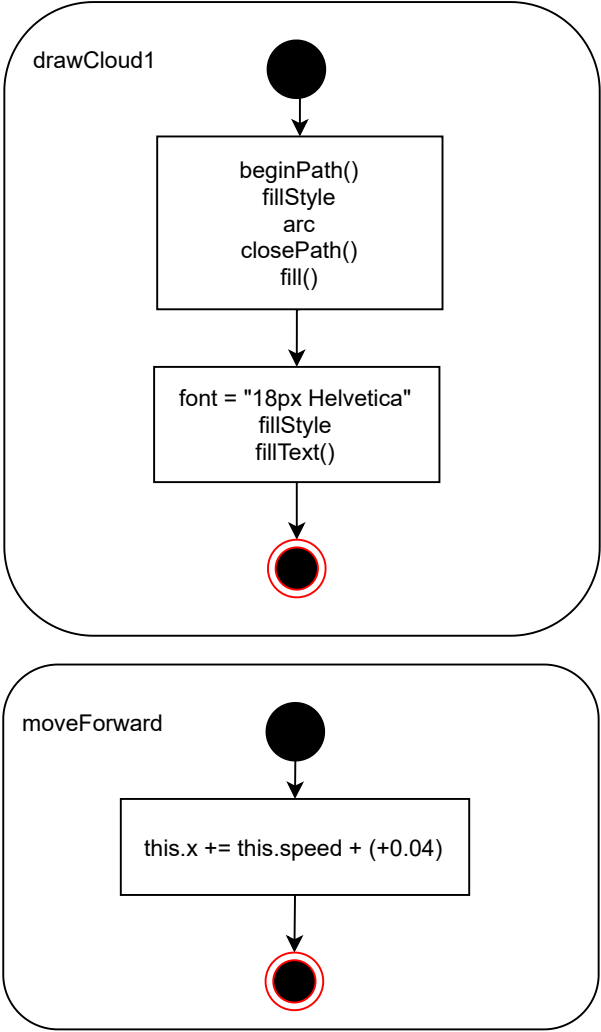 drawCloud1
beginPath()
fillStyle
arc
closePath()
fill()
font = "18px Helvetica"
fillStyle
fillText()
moveForward
this.x += this.speed + (+0.04)